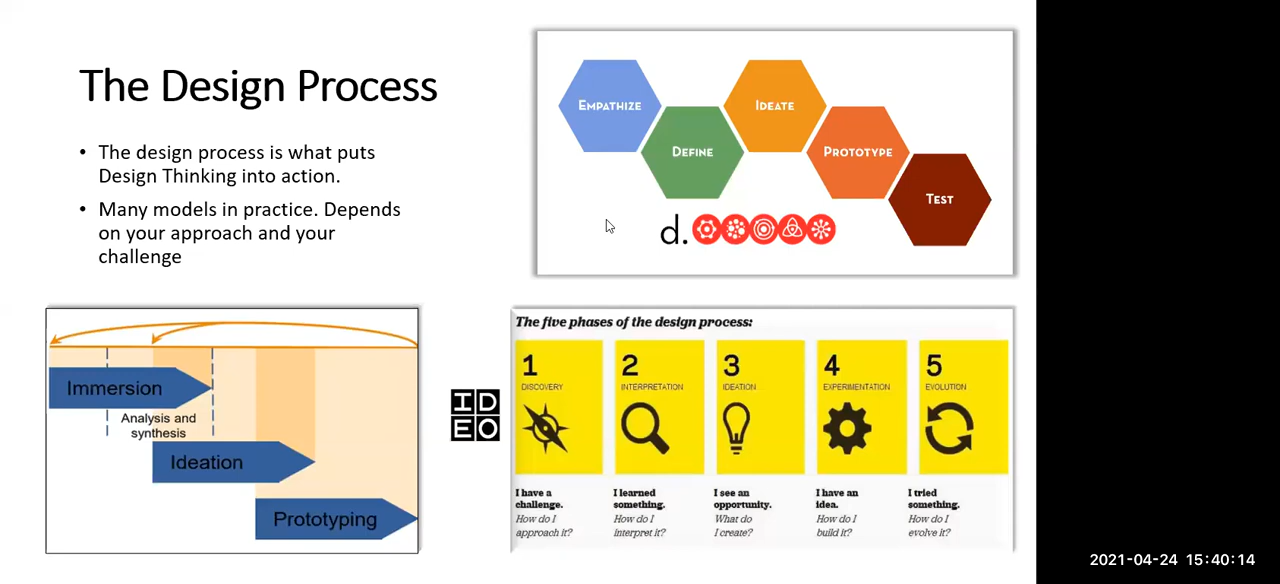 The Design Process
• The design process is what puts
Design Thinking into action.
• Many models in practice. Depends
on your approach and your
challenge
EMPATHIZE
DEFINE
IDEATE
PROTOTYPE
TEST
d.
Immersion
Analysis and
synthesis
Ideation
Prototyping
ID
EO
The five phases of the design process:
1
DISCOVERY
2
INTERPRETATION
3
IDEATION
4
EXPERIMENTATION
5
EVOLUTION
I have a
challenge.
How do I
approach it?
I learned
something.
How do I
interpret it?
I see an
opportunity.
What do
I create?
I have an
idea.
How do I
build it?
I tried
something.
How do I
evolve it?
2021-04-24 15:40:14